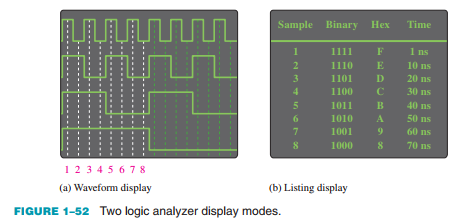 Sample Binary Hex Time
1 1111 F 1 ns
2 1110 E 10 ns
3 1101 D 20 ns
4 1100 C 30 ns
5 1011 B 40 ns
6 1010 A 50 ns
7 1001 9 60 ns
8 1000 8 70 ns
1 2 3 4 5 6 7 8
(a) Waveform display
(b) Listing display
FIGURE 1–52 Two logic analyzer display modes.